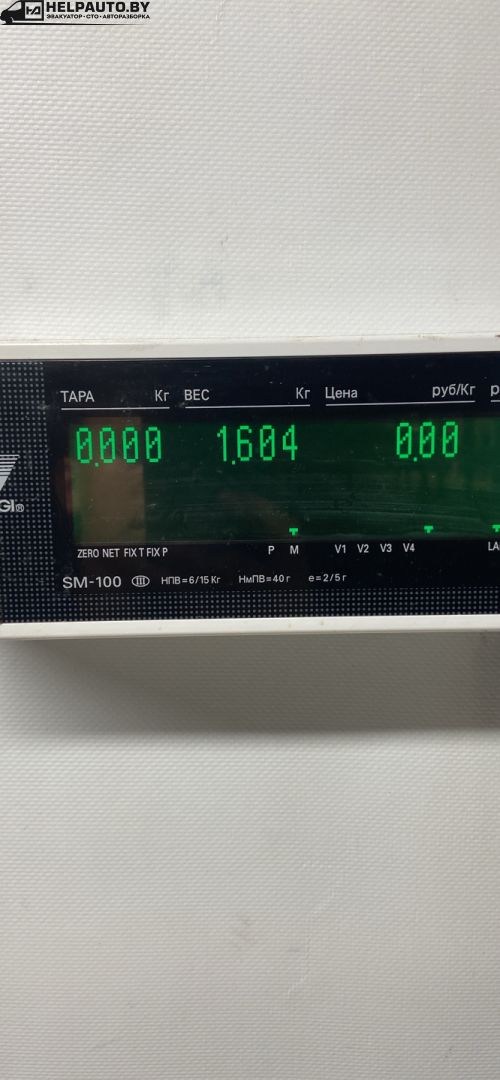 HELPAUTO.BY
ЭВАКУАТОР · СТО · АВТОРАЗБОРКА
ТАРА Кг ВЕС Кг Цена руб/Кг
0.000 1.604 0.00
GI®
ZERO NET FIX T FIX P P M V1 V2 V3 V4
SM-100 III НПВ=6/15 Кг НмПВ=40 г e=2/5 г